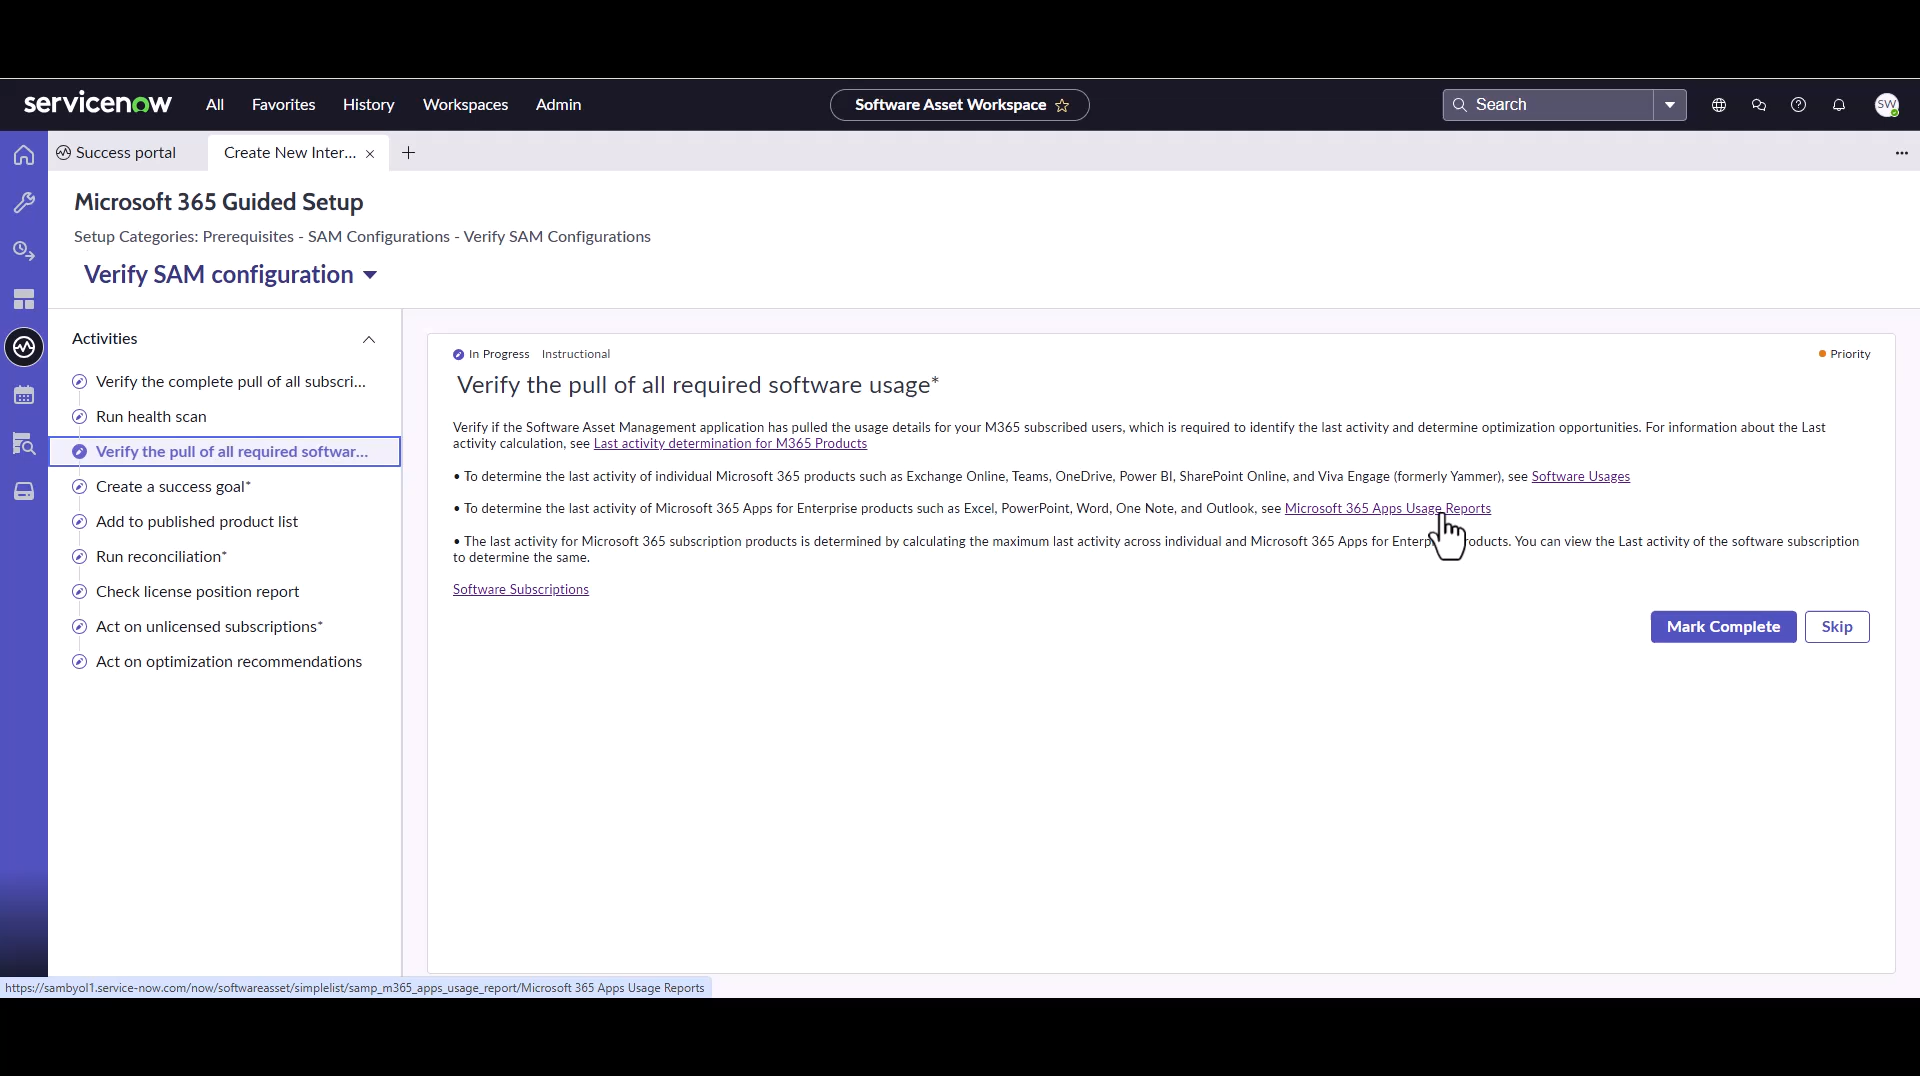 servicenow All Favorites History Workspaces Admin Software Asset Workspace Search SW
Success portal Create New Inter...
Microsoft 365 Guided Setup
Setup Categories: Prerequisites - SAM Configurations - Verify SAM Configurations
Verify SAM configuration
Activities
Verify the complete pull of all subscri...
Run health scan
Verify the pull of all required softwar...
Create a success goal*
Add to published product list
Run reconciliation*
Check license position report
Act on unlicensed subscriptions*
Act on optimization recommendations
In Progress Instructional Priority
Verify the pull of all required software usage*
Verify if the Software Asset Management application has pulled the usage details for your M365 subscribed users, which is required to identify the last activity and determine optimization opportunities. For information about the Last
activity calculation, see Last activity determination for M365 Products
• To determine the last activity of individual Microsoft 365 products such as Exchange Online, Teams, OneDrive, Power BI, SharePoint Online, and Viva Engage (formerly Yammer), see Software Usages
• To determine the last activity of Microsoft 365 Apps for Enterprise products such as Excel, PowerPoint, Word, One Note, and Outlook, see Microsoft 365 Apps Usage Reports
• The last activity for Microsoft 365 subscription products is determined by calculating the maximum last activity across individual and Microsoft 365 Apps for Enterp roducts. You can view the Last activity of the software subscription
to determine the same.
Software Subscriptions
Mark Complete Skip
https://sambyol1.service-now.com/now/softwareasset/simplelist/samp_m365_apps_usage_report/Microsoft 365 Apps Usage Reports